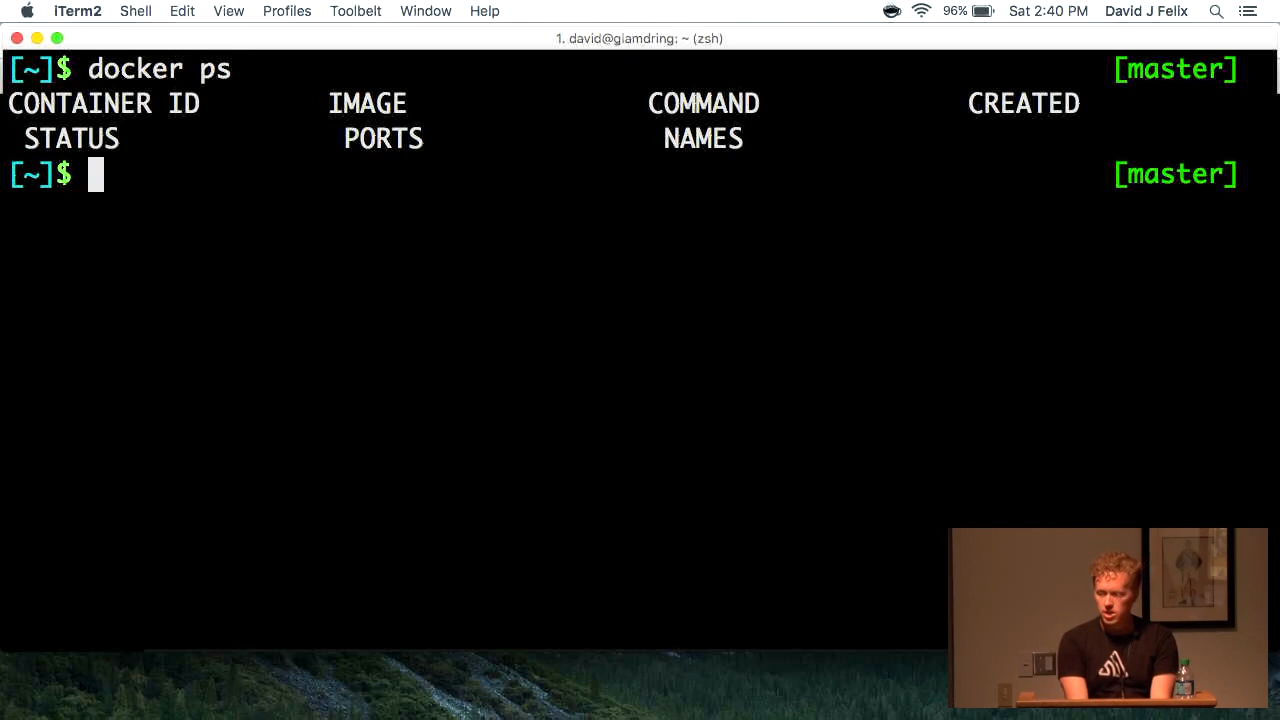 iTerm2 Shell Edit View Profiles Toolbelt Window Help 96% Sat 2:40 PM David J Felix
1. david@glamdring: ~ (zsh)
[~]$ docker ps [master]
CONTAINER ID IMAGE COMMAND CREATED
STATUS PORTS NAMES
[~]$ [master]